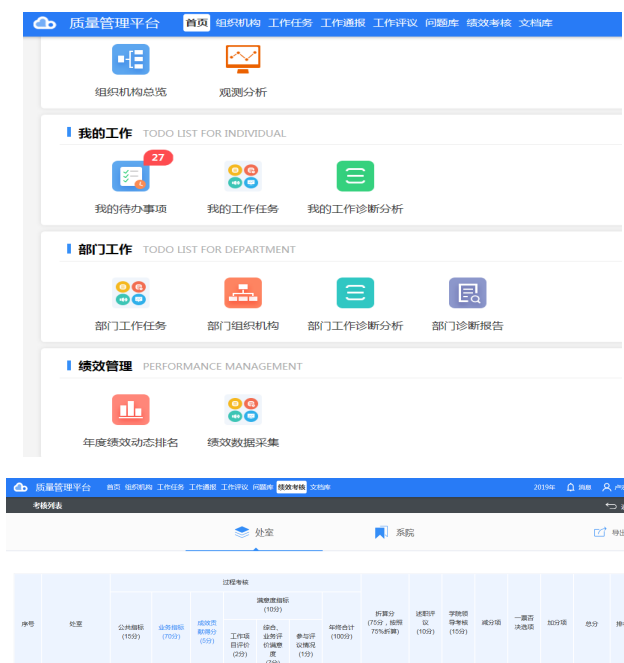 质量管理平台 首页 组织机构 工作任务 工作通报 工作评议 问题库 绩效考核 文档库
组织机构总览 观测分析
我的工作 TODO LIST FOR INDIVIDUAL
27
我的待办事项 我的工作任务 我的工作诊断分析
部门工作 TODO LIST FOR DEPARTMENT
部门工作任务 部门组织机构 部门工作诊断分析 部门诊断报告
绩效管理 PERFORMANCE MANAGEMENT
年度绩效动态排名 绩效数据采集
质量管理平台 首页 组织机构 工作任务 工作通报 工作评议 问题库 绩效考核 文档库 2019年 消息
考核列表
处室 系院 导出
过程考核
满意度指标
(10分)
序号 处室 公共指标
(15分) 业务指标
(70分) 绩效贡
献微分
(5分) 工作项
目评价
(2分) 综合、
业务评
价满意
度
(7分) 参与评
议情况
(1分) 年终合计
(100分) 折算分
(75分,按照
75%折算) 述职评
议
(10分) 学院领
导考核
(15分) 减分项 一票否
决选项 加分项 总分